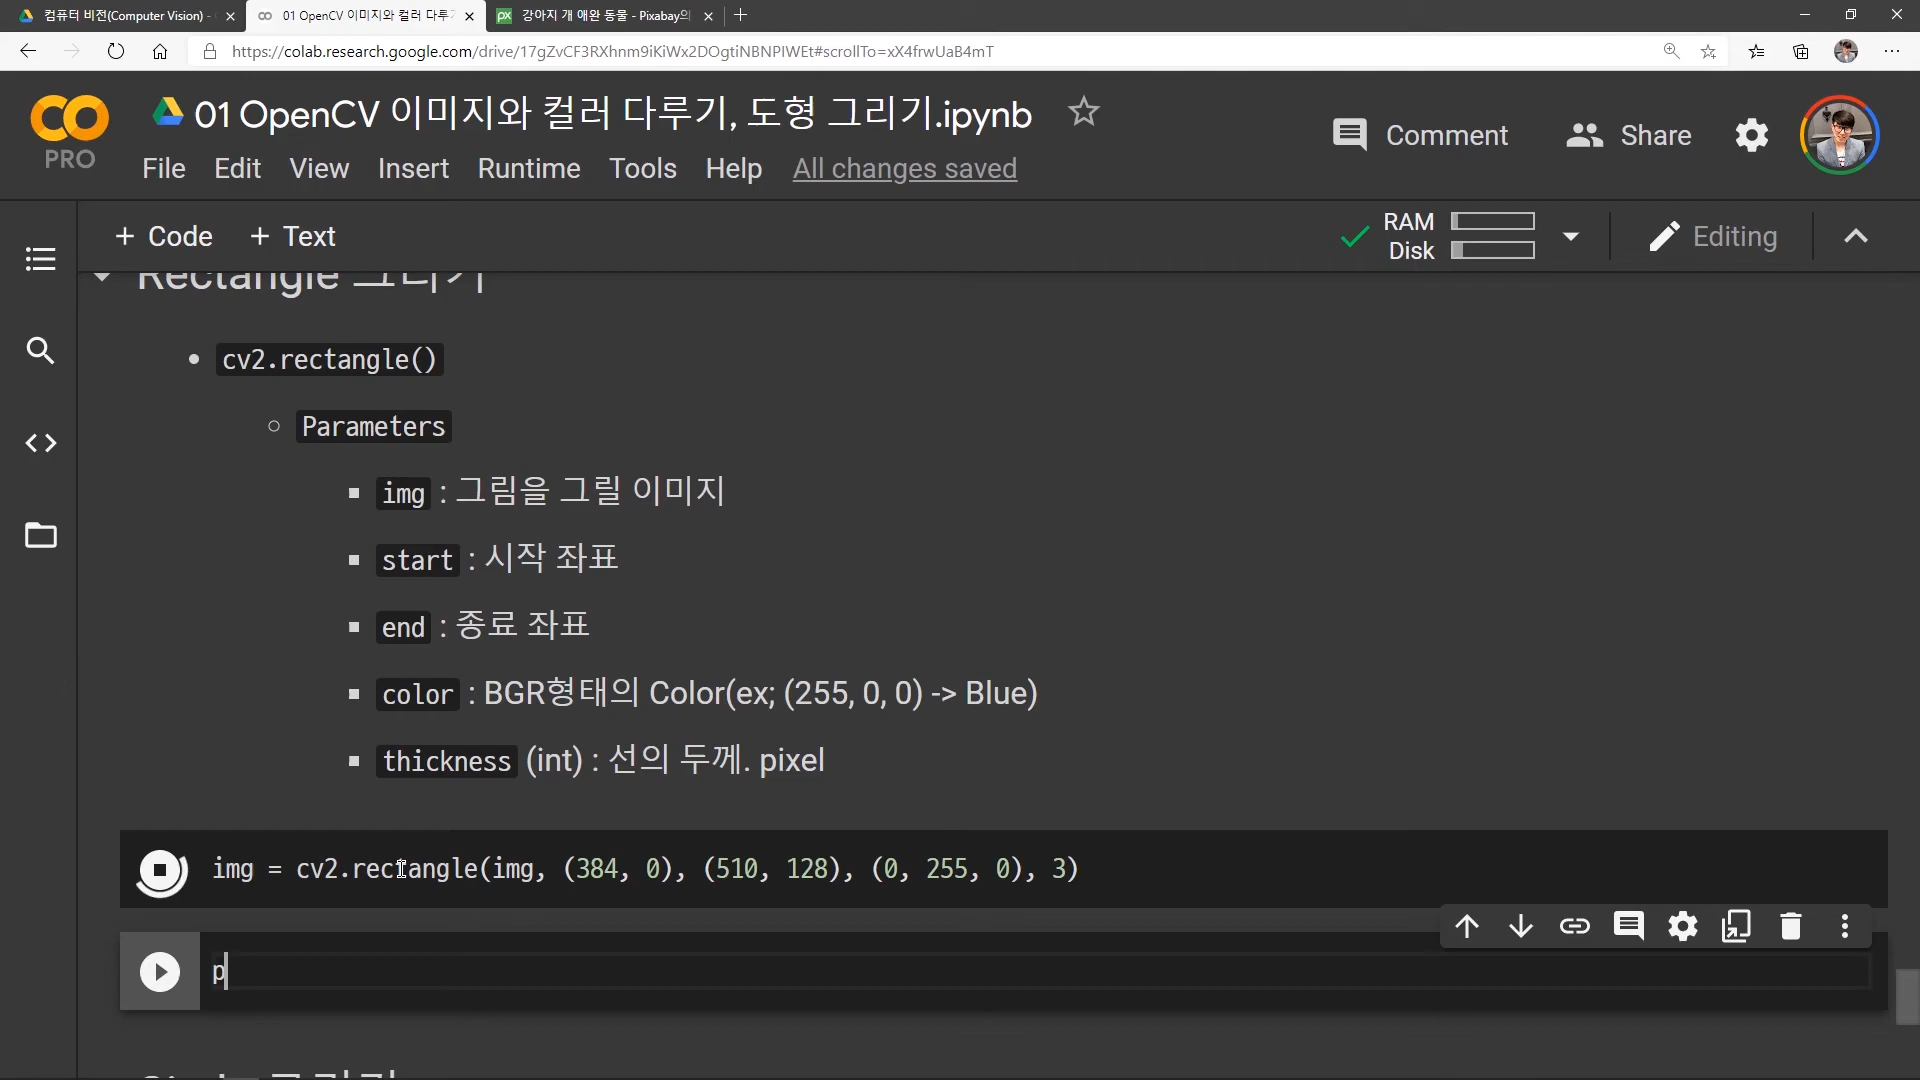 컴퓨터 비전(Computer Vision) -
01 OpenCV 이미지와 컬러 다루기
강아지 개 애완 동물 - Pixabay의
https://colab.research.google.com/drive/17gZvCF3RXhnm9iKiWx2DOgtiNBNPIWEt#scrollTo=xX4frwUaB4mT
01 OpenCV 이미지와 컬러 다루기, 도형 그리기.ipynb
PRO
Comment
Share
File Edit View Insert Runtime Tools Help All changes saved
+ Code + Text
RAM
Disk
Editing
Rectangle 그리기
cv2.rectangle()
Parameters
img : 그림을 그릴 이미지
start : 시작 좌표
end : 종료 좌표
color : BGR형태의 Color(ex; (255, 0, 0) -> Blue)
thickness (int) : 선의 두께. pixel
img = cv2.rectangle(img, (384, 0), (510, 128), (0, 255, 0), 3)
p